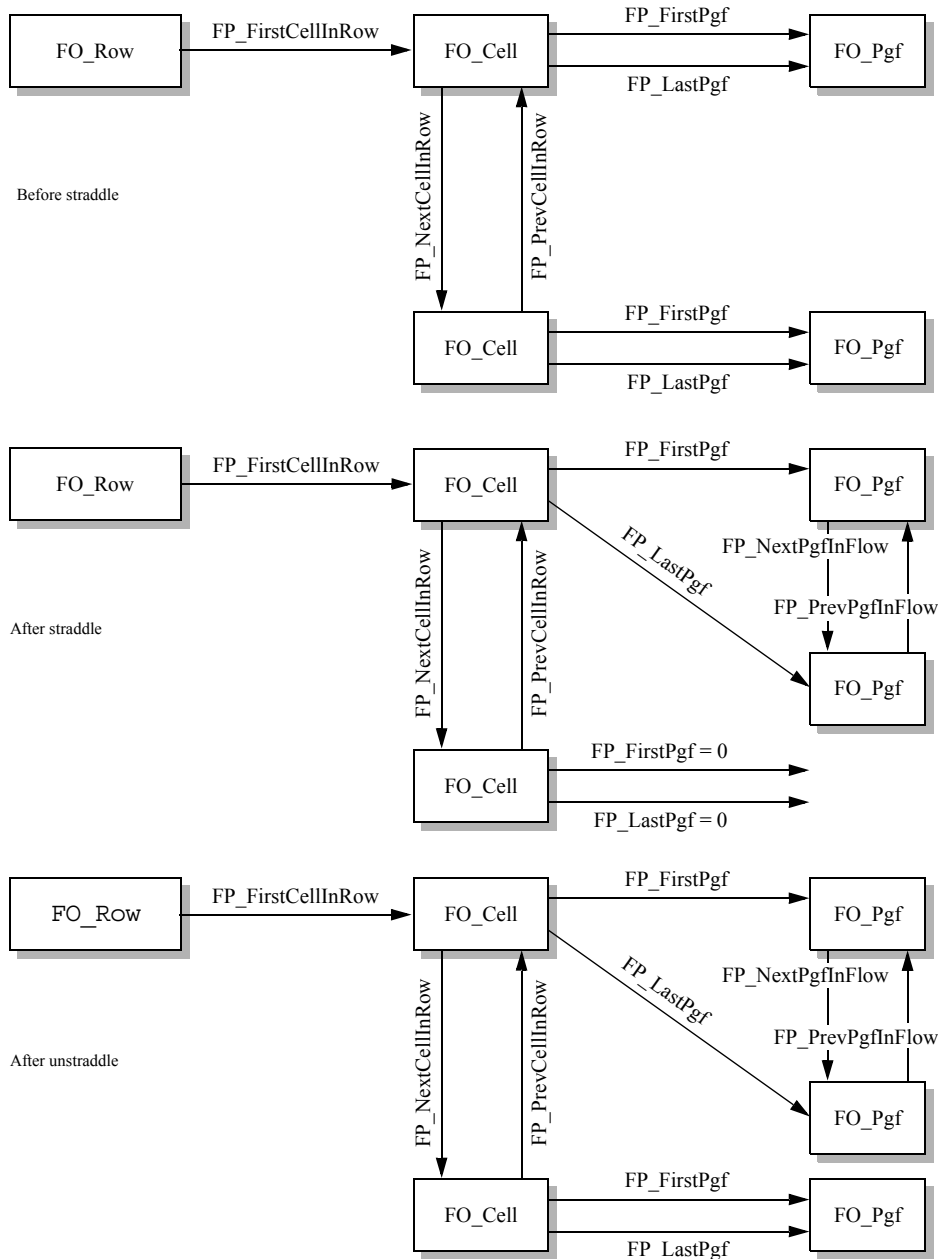 FP_FirstPgf
FO_Row
FP_FirstCellInRow
FO_Cell
FO_Pgf
FP_LastPgf
FP_NextCellInRow
FP_PrevCellInRow
Before straddle
FP_FirstPgf
FO_Cell
FO_Pgf
FP_LastPgf
FP_FirstPgf
FO_Row
FP_FirstCellInRow
FO_Cell
FO_Pgf
FP_LastPgf
FP_NextPgfInFlow
FP_NextCellInRow
FP_PrevCellInRow
FP_PrevPgfInFlow
After straddle
FO_Pgf
FP_FirstPgf = 0
FO_Cell
FP_LastPgf = 0
FP_FirstPgf
FO_Row
FP_FirstCellInRow
FO_Cell
FO_Pgf
FP_LastPgf
FP_NextPgfInFlow
FP_NextCellInRow
FP_PrevCellInRow
FP_PrevPgfInFlow
After unstraddle
FO_Pgf
FP_FirstPgf
FO_Cell
FO_Pgf
FP_LastPgf